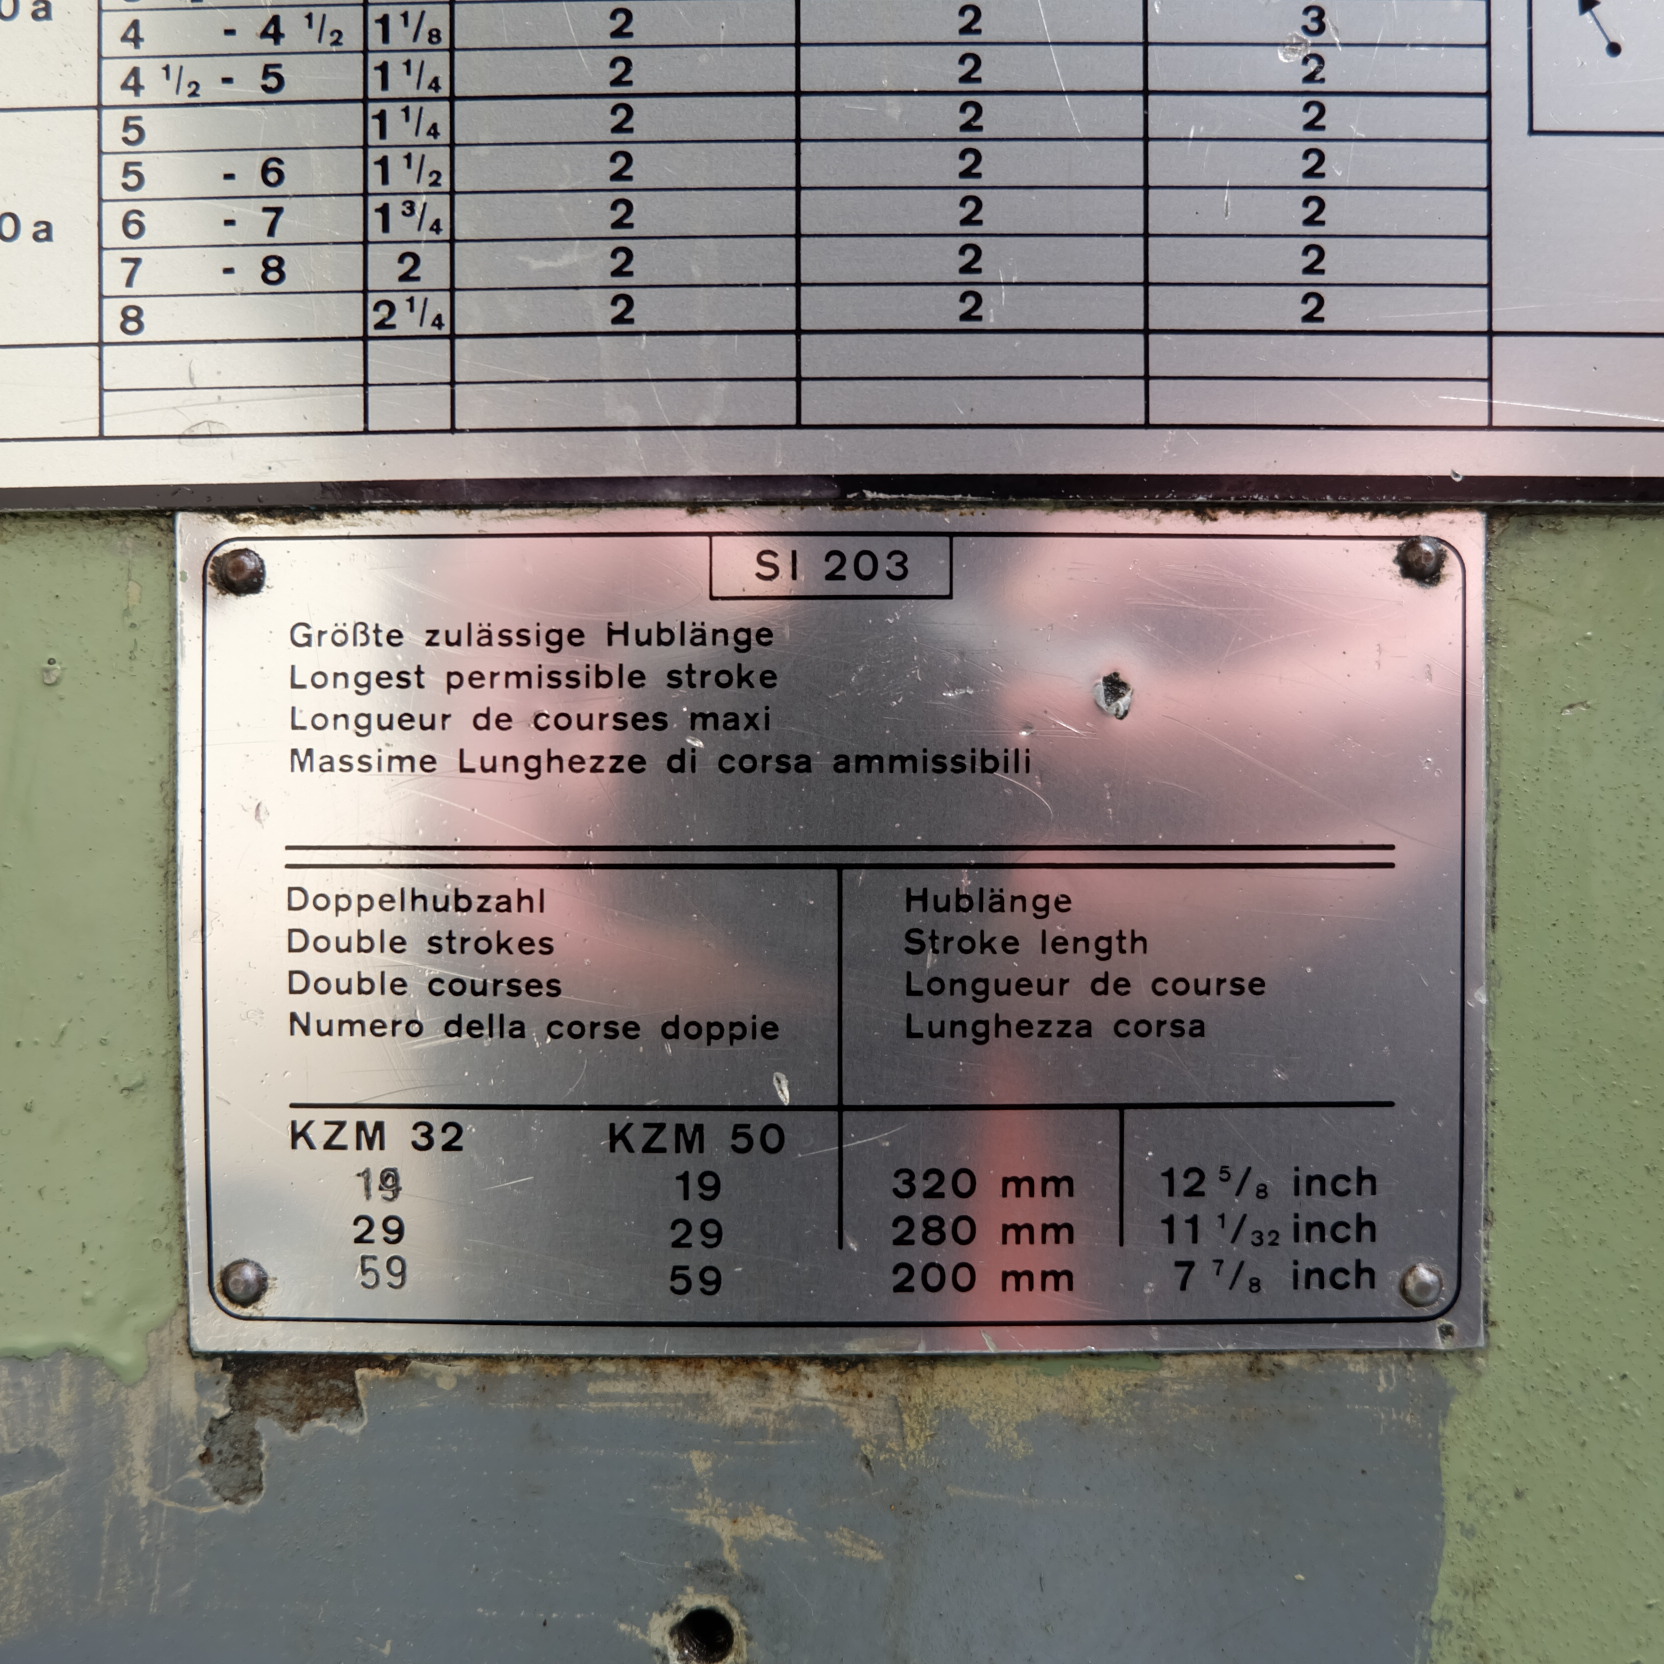 0a
4 - 4 1/2 1 1/8 2 2 3
4 1/2 - 5 1 1/4 2 2 2
5 1 1/4 2 2 2
5 - 6 1 1/2 2 2 2
0a 6 - 7 1 3/4 2 2 2
7 - 8 2 2 2 2
8 2 1/4 2 2 2
SI 203
Größte zulässige Hublänge
Longest permissible stroke
Longueur de courses maxi
Massime Lunghezze di corsa ammissibili
Doppelhubzahl
Double strokes
Double courses
Numero della corse doppie
Hublänge
Stroke length
Longueur de course
Lunghezza corsa
KZM 32 KZM 50
19 19 320 mm 12 5/8 inch
29 29 280 mm 11 1/32 inch
59 59 200 mm 7 7/8 inch